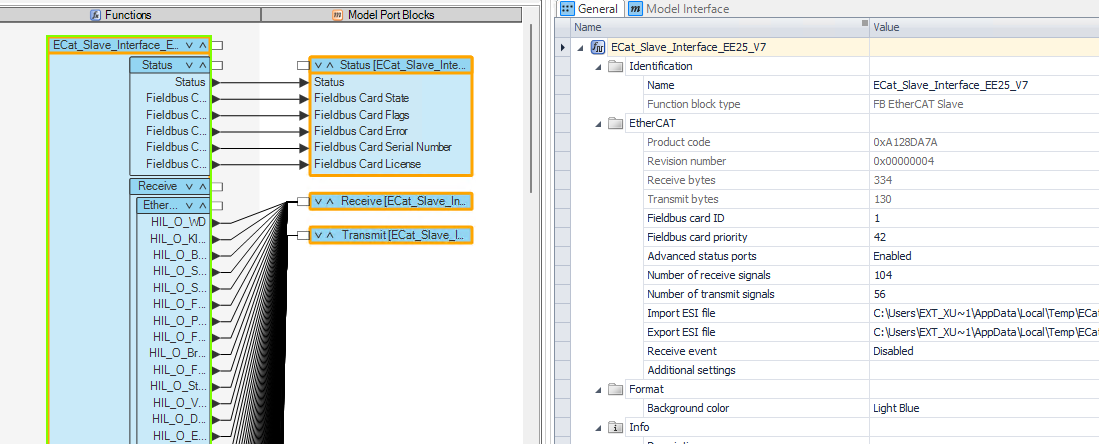 Functions
Model Port Blocks
ECat_Slave_Interface_E...
Status
Status
Fieldbus C...
Fieldbus C...
Fieldbus C...
Fieldbus C...
Fieldbus C...
Receive
Ether...
HIL_O_WD
HIL_O_Kl...
HIL_O_B...
HIL_O_S...
HIL_O_S...
HIL_O_F...
HIL_O_P...
HIL_O_F...
HIL_O_Br...
HIL_O_F...
HIL_O_St...
HIL_O_V...
HIL_O_D...
HIL_O_E...
Status [ECat_Slave_Inte...
Status
Fieldbus Card State
Fieldbus Card Flags
Fieldbus Card Error
Fieldbus Card Serial Number
Fieldbus Card License
Receive [ECat_Slave_In...
Transmit [ECat_Slave_I...
General
Model Interface
Name Value
ECat_Slave_Interface_EE25_V7
Identification
Name ECat_Slave_Interface_EE25_V7
Function block type FB EtherCAT Slave
EtherCAT
Product code 0xA128DA7A
Revision number 0x00000004
Receive bytes 334
Transmit bytes 130
Fieldbus card ID 1
Fieldbus card priority 42
Advanced status ports Enabled
Number of receive signals 104
Number of transmit signals 56
Import ESI file C:\Users\EXT_XU~1\AppData\Local\Temp\ECat
Export ESI file C:\Users\EXT_XU~1\AppData\Local\Temp\ECat
Receive event Disabled
Additional settings
Format
Background color Light Blue
Info